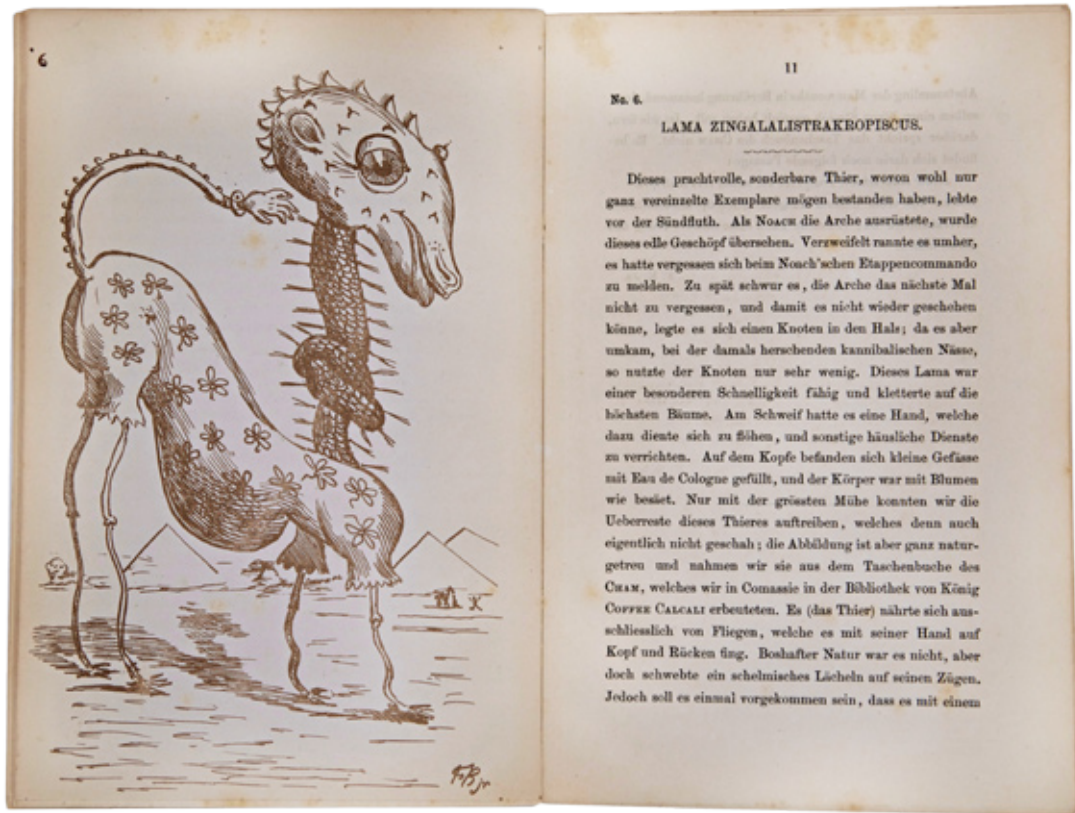 6
11
No. 6.
LAMA ZINGALALISTRAKROPISCUS.
Dieses prachtvolle, sonderbare Thier, wovon wohl nur
ganz vereinzelte Exemplare mögen bestanden haben, lebte
vor der Sündfluth. Als NOACH die Arche ausrüstete, wurde
dieses edle Geschöpf übersehen. Verzweifelt rannte es umher,
es hatte vergessen sich beim Noach'schen Etappencommando
zu melden. Zu spät schwur es, die Arche das nächste Mal
nicht zu vergessen, und damit es nicht wieder geschehen
könne, legte es sich einen Knoten in den Hals; da es aber
umkam, bei der damals herschenden kannibalischen Nässe,
so nutzte der Knoten nur sehr wenig. Dieses Lama war
einer besonderen Schnelligkeit fähig und kletterte auf die
höchsten Bäume. Am Schweif hatte es eine Hand, welche
dazu diente sich zu flöhen, und sonstige häusliche Dienste
zu verrichten. Auf dem Kopfe befanden sich kleine Gefässe
mit Eau de Cologne gefüllt, und der Körper war mit Blumen
wie besäet. Nur mit der grössten Mühe konnten wir die
Ueberreste dieses Thieres auftreiben, welches denn auch
eigentlich nicht geschah; die Abbildung ist aber ganz natur-
getreu und nahmen wir sie aus dem Taschenbuche des
CHAM, welches wir in Comassie in der Bibliothek von König
COFFEE CALCALI erbeuteten. Es (das Thier) nährte sich aus-
schliesslich von Fliegen, welche es mit seiner Hand auf
Kopf und Rücken fing. Boshafter Natur war es nicht, aber
doch schwebte ein schelmisches Lächeln auf seinen Zügen.
Jedoch soll es einmal vorgekommen sein, dass es mit einem